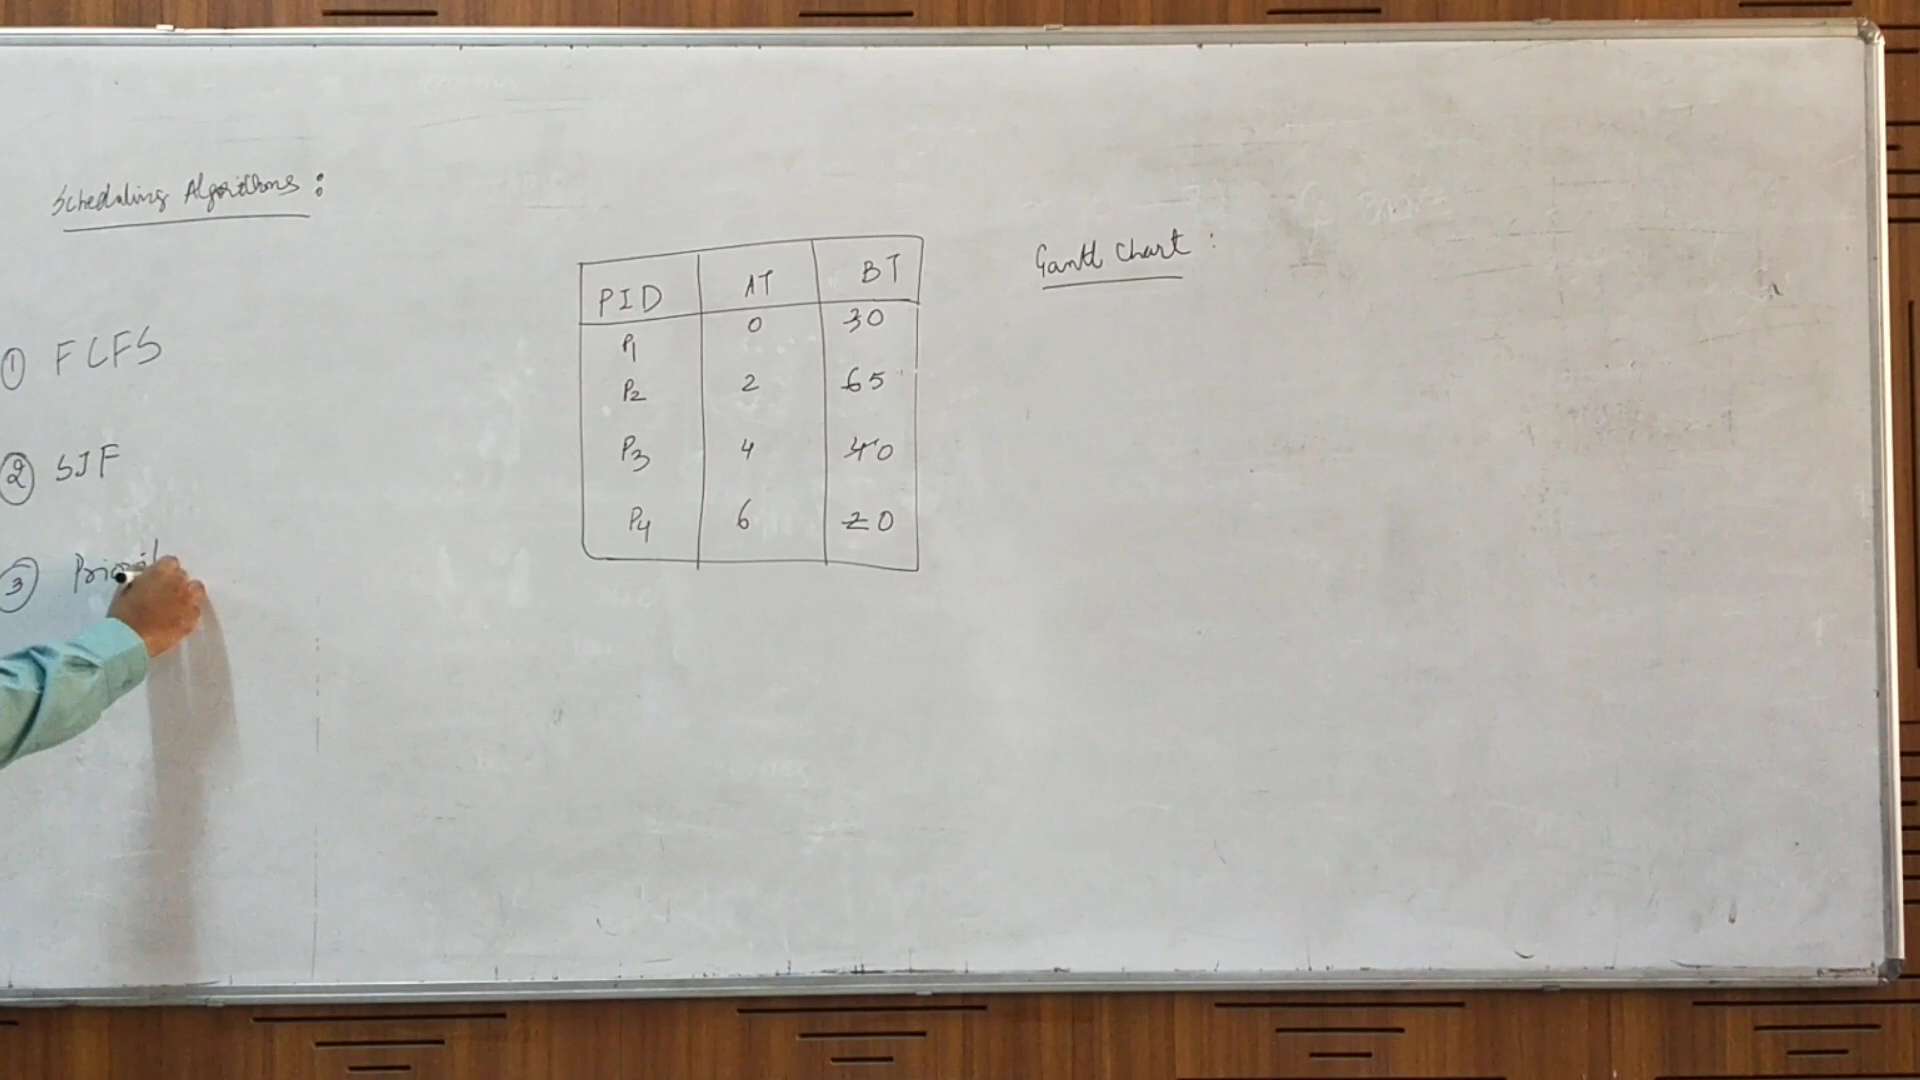 Scheduling Algorithms :
① FCFS
② SJF
③ Priorit
PID AT BT
P1 0 30
P2 2 65
P3 4 40
P4 6 20
Gantt Chart :